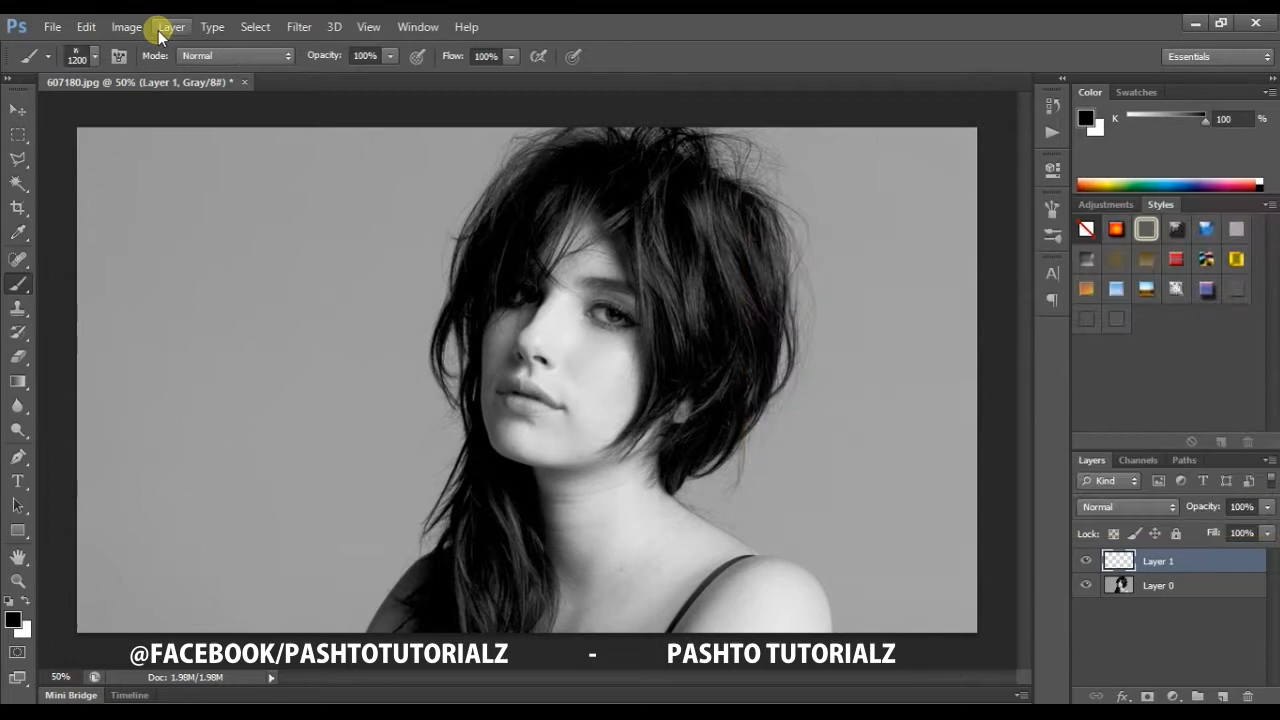 Ps File Edit Image Layer Type Select Filter 3D View Window Help
1200 Mode: Normal Opacity: 100% Flow: 100% Essentials
607180.jpg @ 50% (Layer 1, Gray/8#) * ×
Color Swatches
K 100 %
Adjustments Styles
Layers Channels Paths
Kind
Normal Opacity: 100%
Lock: Fill: 100%
Layer 1
Layer 0
@FACEBOOK/PASHTOTUTORIALZ - PASHTO TUTORIALZ
50% Doc: 1.98M/1.98M
Mini Bridge Timeline